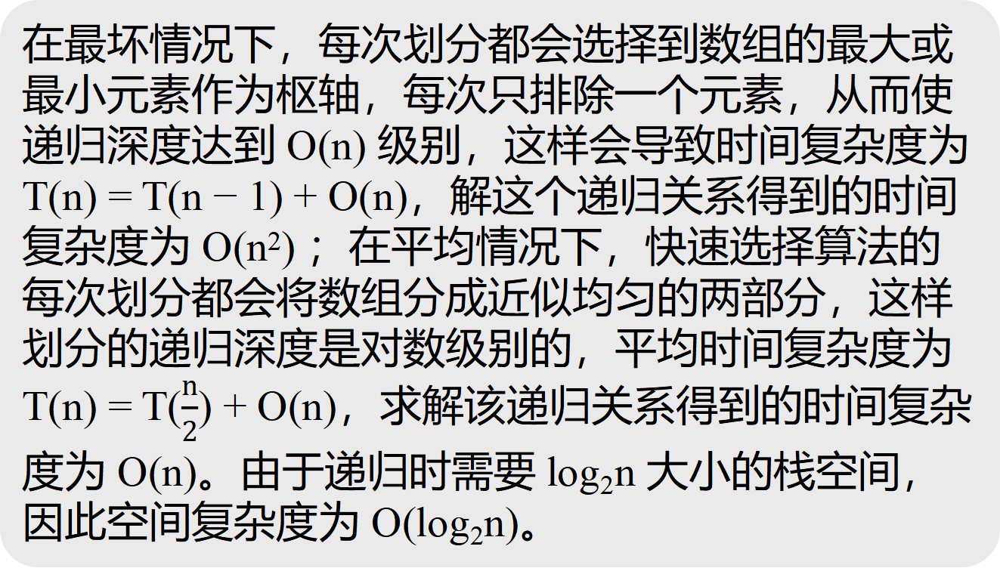 在最坏情况下，每次划分都会选择到数组的最大或
最小元素作为枢轴，每次只排除一个元素，从而使
递归深度达到 O(n) 级别，这样会导致时间复杂度为
T(n) = T(n − 1) + O(n)，解这个递归关系得到的时间
复杂度为 O(n²) ；在平均情况下，快速选择算法的
每次划分都会将数组分成近似均匀的两部分，这样
划分的递归深度是对数级别的，平均时间复杂度为
T(n) = T(n/2) + O(n)，求解该递归关系得到的时间复杂
度为 O(n)。由于递归时需要 log₂n 大小的栈空间，
因此空间复杂度为 O(log₂n)。